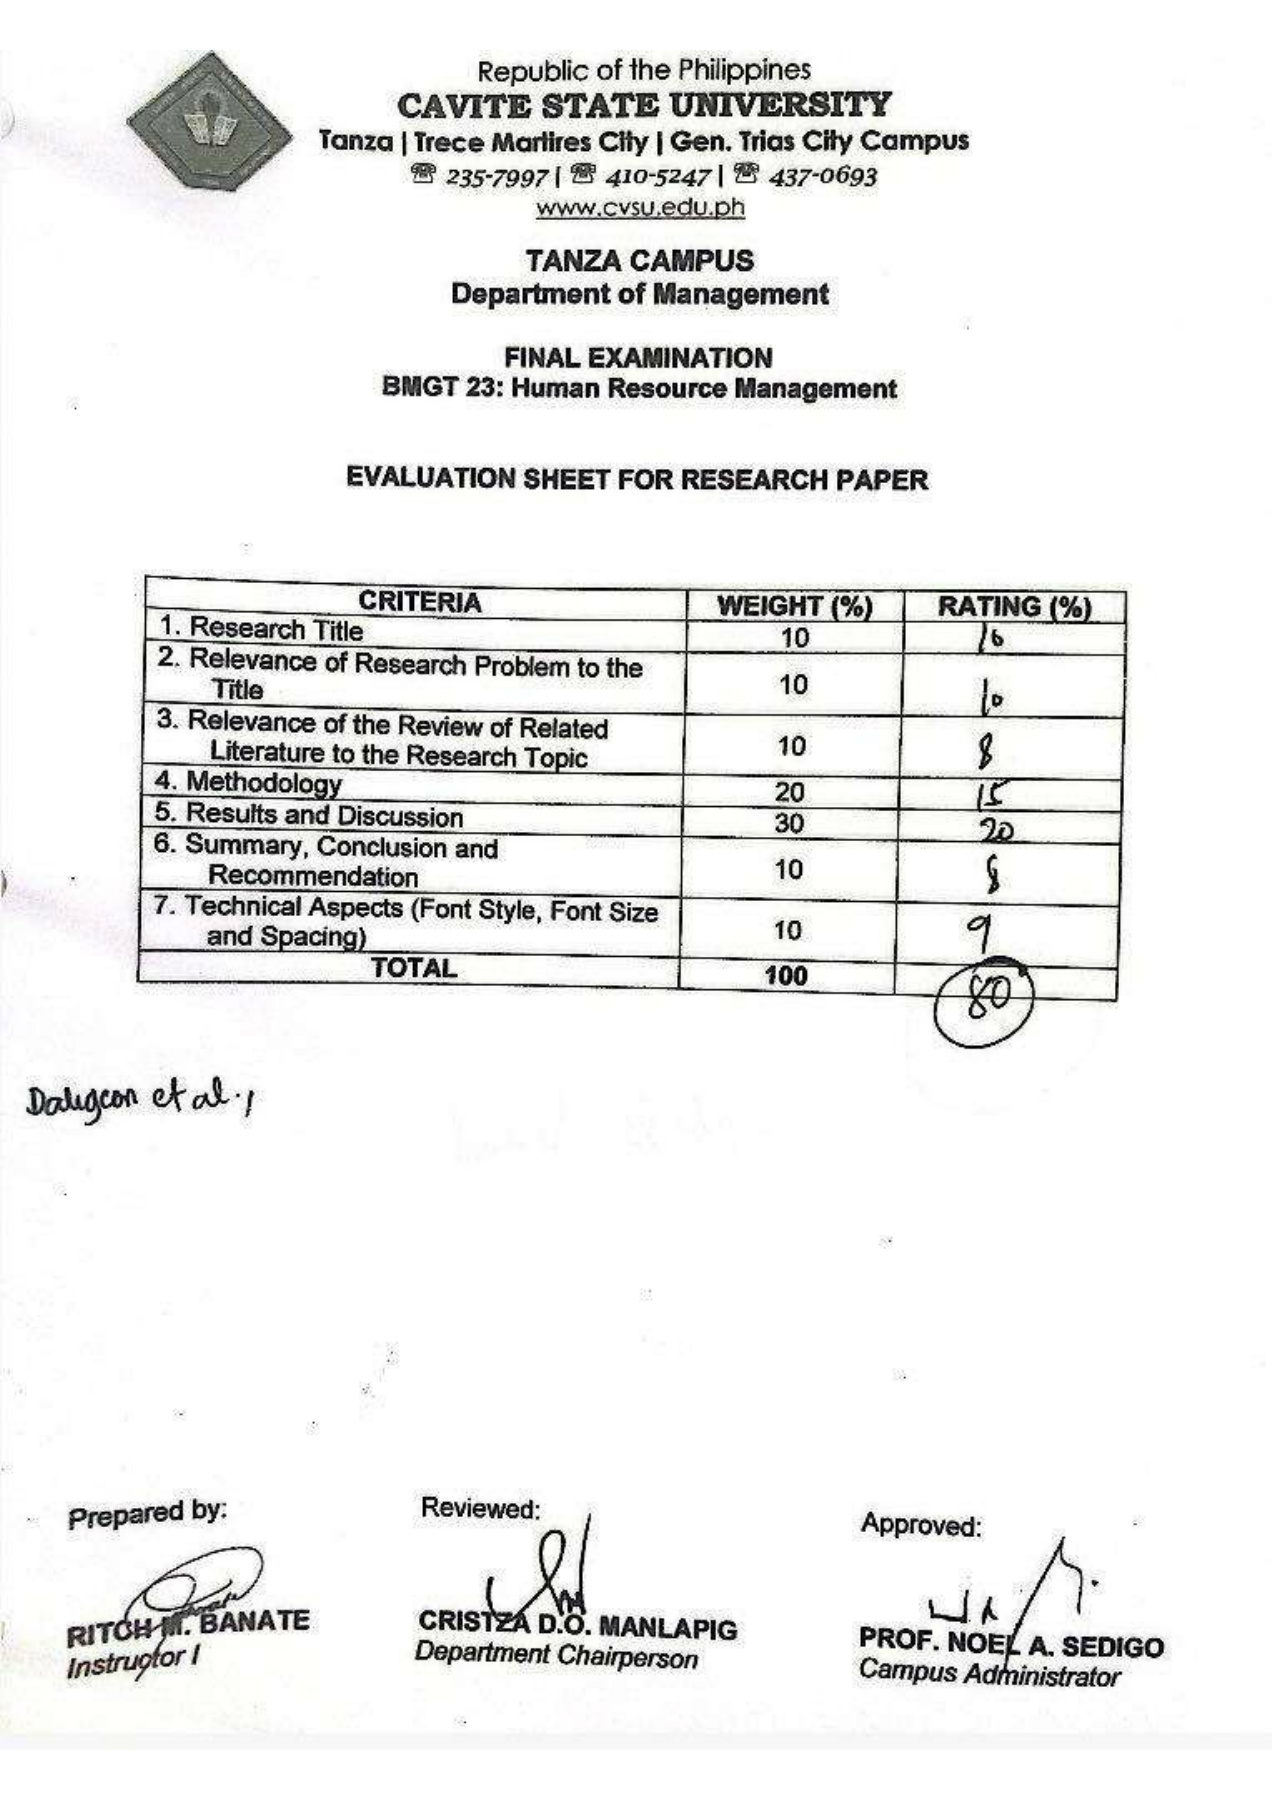 Republic of the Philippines
CAVITE STATE UNIVERSITY
Tanza | Trece Martires City | Gen. Trias City Campus
☎ 235-7997 | ☎ 410-5247 | ☎ 437-0693
www.cvsu.edu.ph
TANZA CAMPUS
Department of Management
FINAL EXAMINATION
BMGT 23: Human Resource Management
EVALUATION SHEET FOR RESEARCH PAPER
CRITERIA WEIGHT (%) RATING (%)
1. Research Title 10 10
2. Relevance of Research Problem to the
Title 10 10
3. Relevance of the Review of Related
Literature to the Research Topic 10 8
4. Methodology 20 15
5. Results and Discussion 30 20
6. Summary, Conclusion and
Recommendation 10 8
7. Technical Aspects (Font Style, Font Size
and Spacing) 10 9
TOTAL 100 80
et al.,
Prepared by:
RITCH M. BANATE
Instructor I
Reviewed:
CRISTZA D.O. MANLAPIG
Department Chairperson
Approved:
PROF. NOEL A. SEDIGO
Campus Administrator